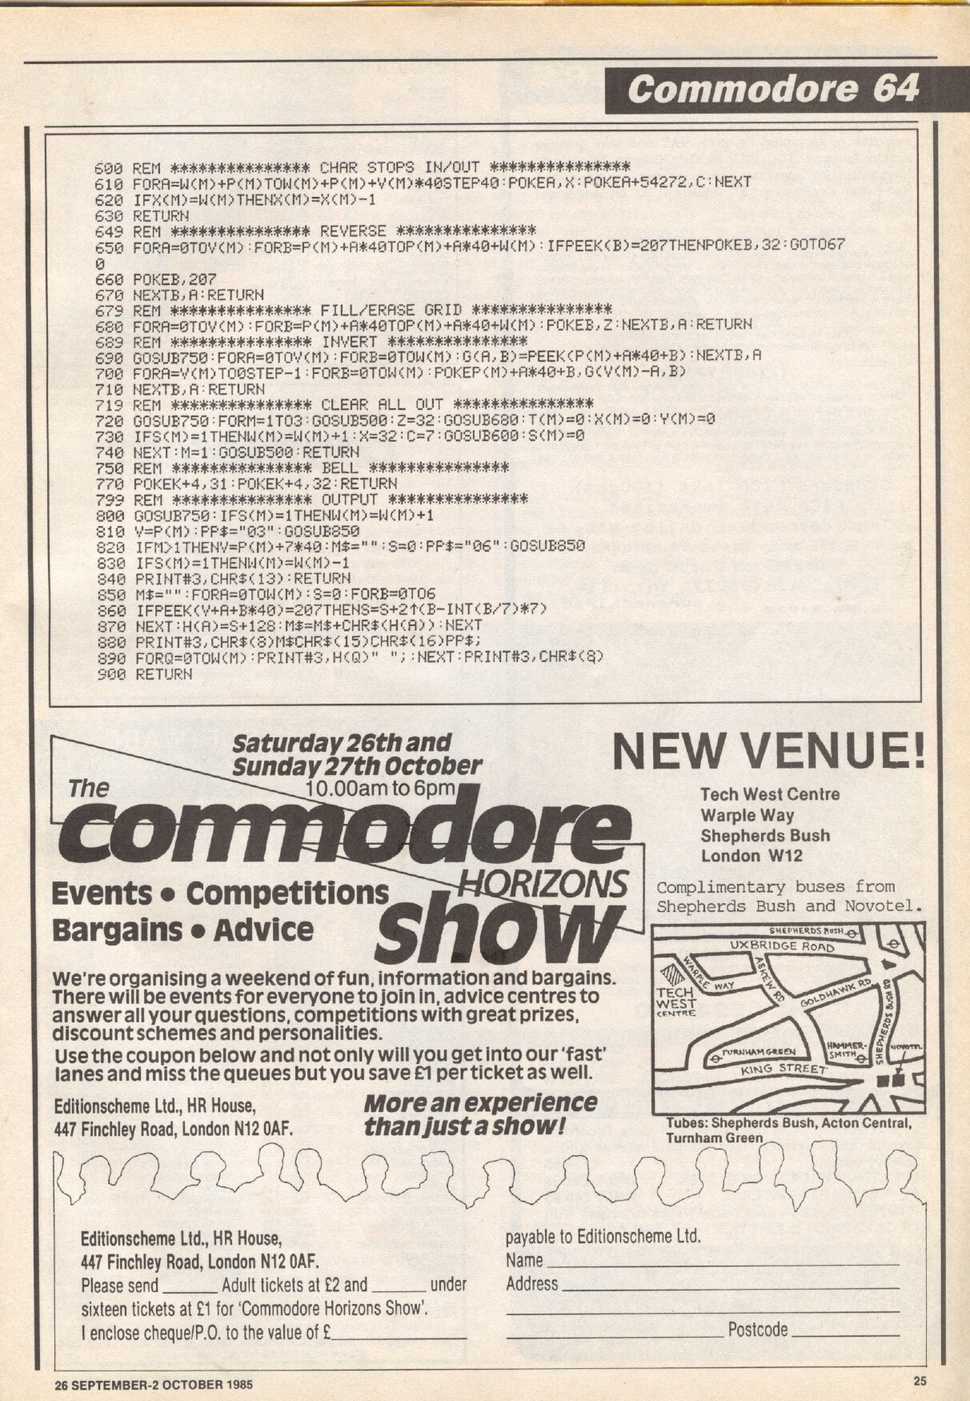 Commodore 64
600 REM *************** CHAR STOPS IN/OUT ***************
610 FORA=W(M)+P(M)TOW(M)+P(M)+V(M)*40STEP40:POKEA,X:POKEA+54272,C:NEXT
620 IFX(M)=W(M)THENX(M)=X(M)-1
630 RETURN
649 REM *************** REVERSE ***************
650 FORA=0TOV(M):FORB=P(M)+A*40TOP(M)+A*40+W(M):IFPEEK(B)=207THENPOKEB,32:GOTO67
0
660 POKEB,207
670 NEXTB,A:RETURN
679 REM *************** FILL/ERASE GRID ***************
680 FORA=0TOV(M):FORB=P(M)+A*40TOP(M)+A*40+W(M):POKEB,Z:NEXTB,A:RETURN
689 REM *************** INVERT ***************
690 GOSUB750:FORA=0TOV(M):FORB=0TOW(M):G(A,B)=PEEK(P(M)+A*40+B):NEXTB,A
700 FORA=V(M)TO0STEP-1:FORB=0TOW(M):POKEP(M)+A*40+B,G(V(M)-A,B)
710 NEXTB,A:RETURN
719 REM *************** CLEAR ALL OUT ***************
720 GOSUB750:FORM=1TO3:GOSUB500:Z=32:GOSUB680:T(M)=0:X(M)=0:Y(M)=0
730 IFS(M)=1THENW(M)=W(M)+1:X=32:C=7:GOSUB600:S(M)=0
740 NEXT:M=1:GOSUB500:RETURN
750 REM *************** BELL ***************
770 POKEK+4,31:POKEK+4,32:RETURN
799 REM *************** OUTPUT ***************
800 GOSUB750:IFS(M)=1THENW(M)=W(M)+1
810 V=P(M):PP$="03":GOSUB850
820 IFM>1THENV=P(M)+7*40:M$="":S=0:PP$="06":GOSUB850
830 IFS(M)=1THENW(M)=W(M)-1
840 PRINT#3,CHR$(13):RETURN
850 M$="":FORA=0TOW(M):S=0:FORB=0TO6
860 IFPEEK(V+A+B*40)=207THENS=S+2↑(B-INT(B/7)*7)
870 NEXT:H(A)=S+128:M$=M$+CHR$(H(A)):NEXT
880 PRINT#3,CHR$(8)M$CHR$(15)CHR$(16)PP$;
890 FORQ=0TOW(M):PRINT#3,H(Q)" ";:NEXT:PRINT#3,CHR$(8)
900 RETURN
Saturday 26th and
Sunday 27th October
10.00am to 6pm
The
commodore
HORIZONS
show
Events • Competitions
Bargains • Advice
We're organising a weekend of fun, information and bargains.
There will be events for everyone to join in, advice centres to
answer all your questions, competitions with great prizes,
discount schemes and personalities.
Use the coupon below and not only will you get into our 'fast'
lanes and miss the queues but you save £1 per ticket as well.
Editionscheme Ltd., HR House,
447 Finchley Road, London N12 0AF.
More an experience
than just a show!
NEW VENUE!
Tech West Centre
Warple Way
Shepherds Bush
London W12
Complimentary buses from
Shepherds Bush and Novotel.
SHEPHERDS BUSH
UXBRIDGE ROAD
WARPLE WAY
ASKEW RD
TECH
WEST
CENTRE
GOLDHAWK RD
SHEPHERDS BUSH RD
TURNHAM GREEN
HAMMER-
SMITH
NOVOTEL
KING STREET
Tubes: Shepherds Bush, Acton Central,
Turnham Green
Editionscheme Ltd., HR House,
447 Finchley Road, London N12 0AF.
Please send ______ Adult tickets at £2 and ______ under
sixteen tickets at £1 for 'Commodore Horizons Show'.
I enclose cheque/P.O. to the value of £______
payable to Editionscheme Ltd.
Name ______
Address ______
Postcode ______
26 SEPTEMBER-2 OCTOBER 1985
25